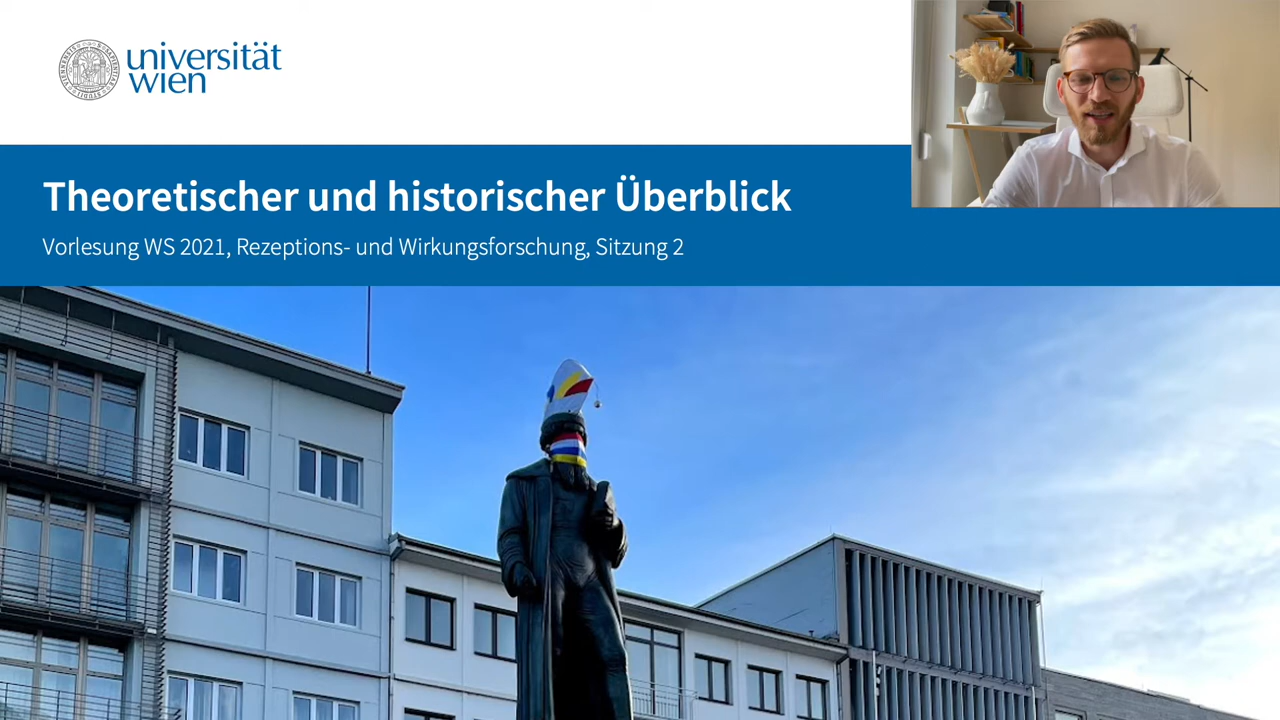 universität
wien
Theoretischer und historischer Überblick
Vorlesung WS 2021, Rezeptions- und Wirkungsforschung, Sitzung 2